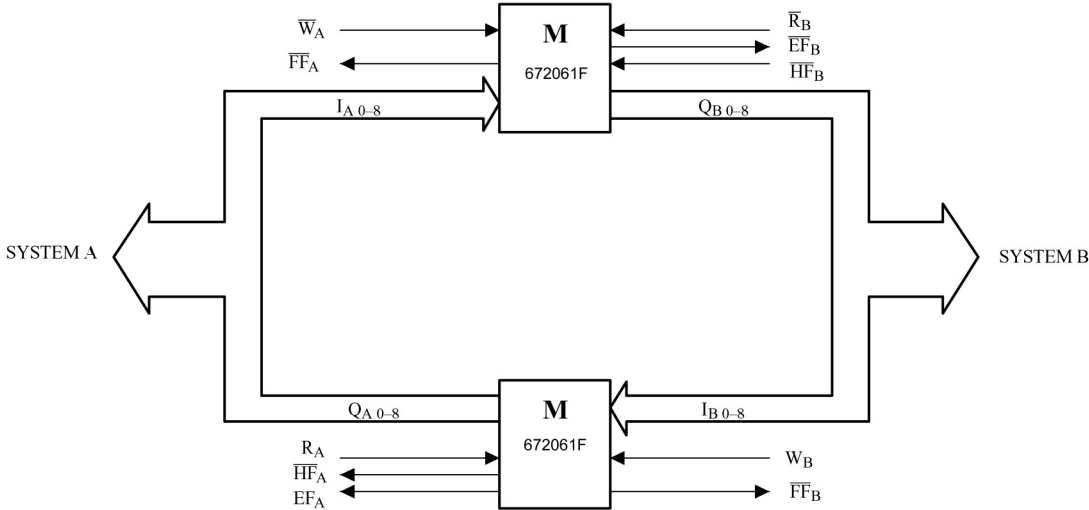 W̅A
M
R̅B
E̅F̅B
F̅F̅A
672061F
H̅F̅B
IA 0–8
QB 0–8
SYSTEM A
SYSTEM B
QA 0–8
M
IB 0–8
672061F
RA
WB
H̅F̅A
EFA
F̅F̅B